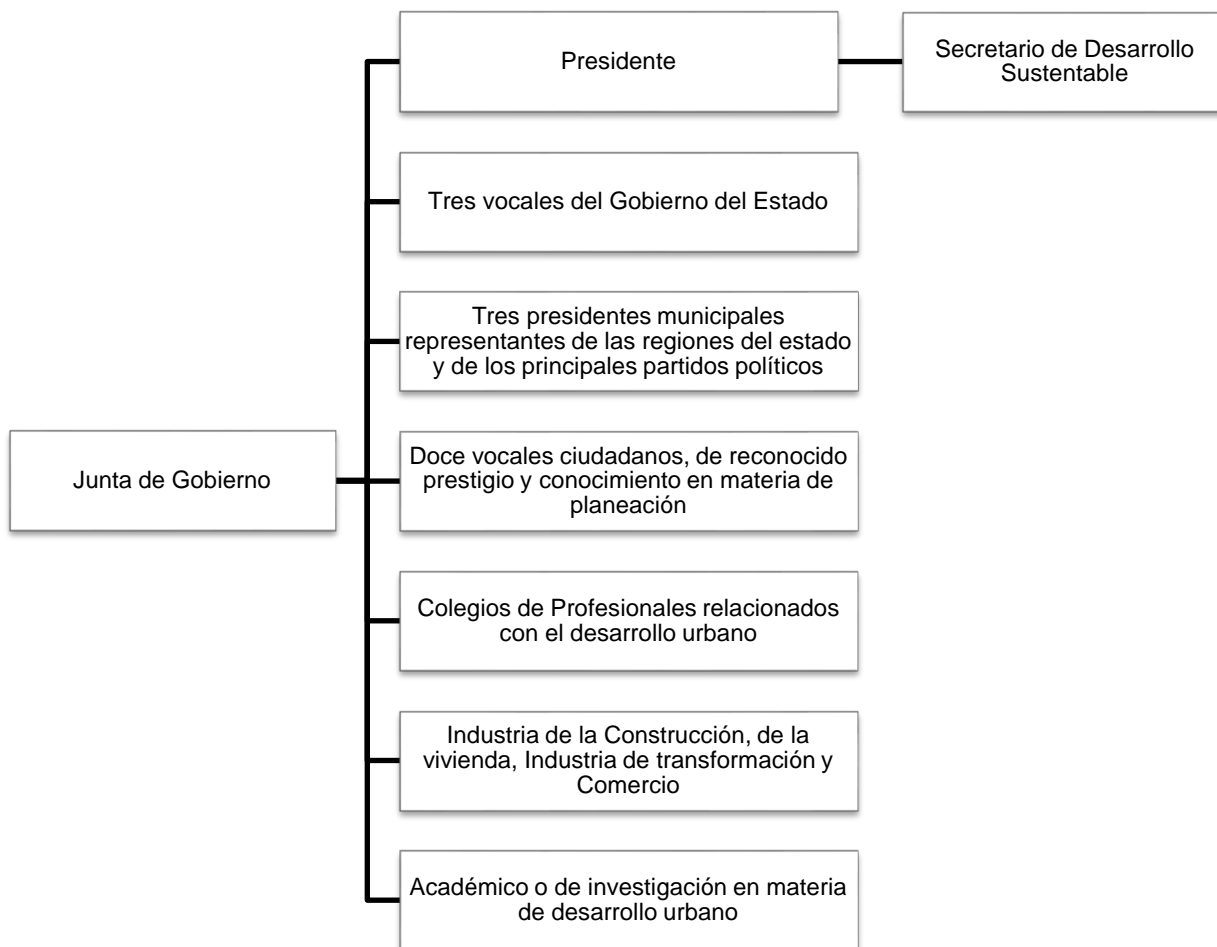 Presidente
Secretario de Desarrollo
Sustentable
Tres vocales del Gobierno del Estado
Tres presidentes municipales
representantes de las regiones del estado
y de los principales partidos políticos
Junta de Gobierno
Doce vocales ciudadanos, de reconocido
prestigio y conocimiento en materia de
planeación
Colegios de Profesionales relacionados
con el desarrollo urbano
Industria de la Construcción, de la
vivienda, Industria de transformación y
Comercio
Académico o de investigación en materia
de desarrollo urbano